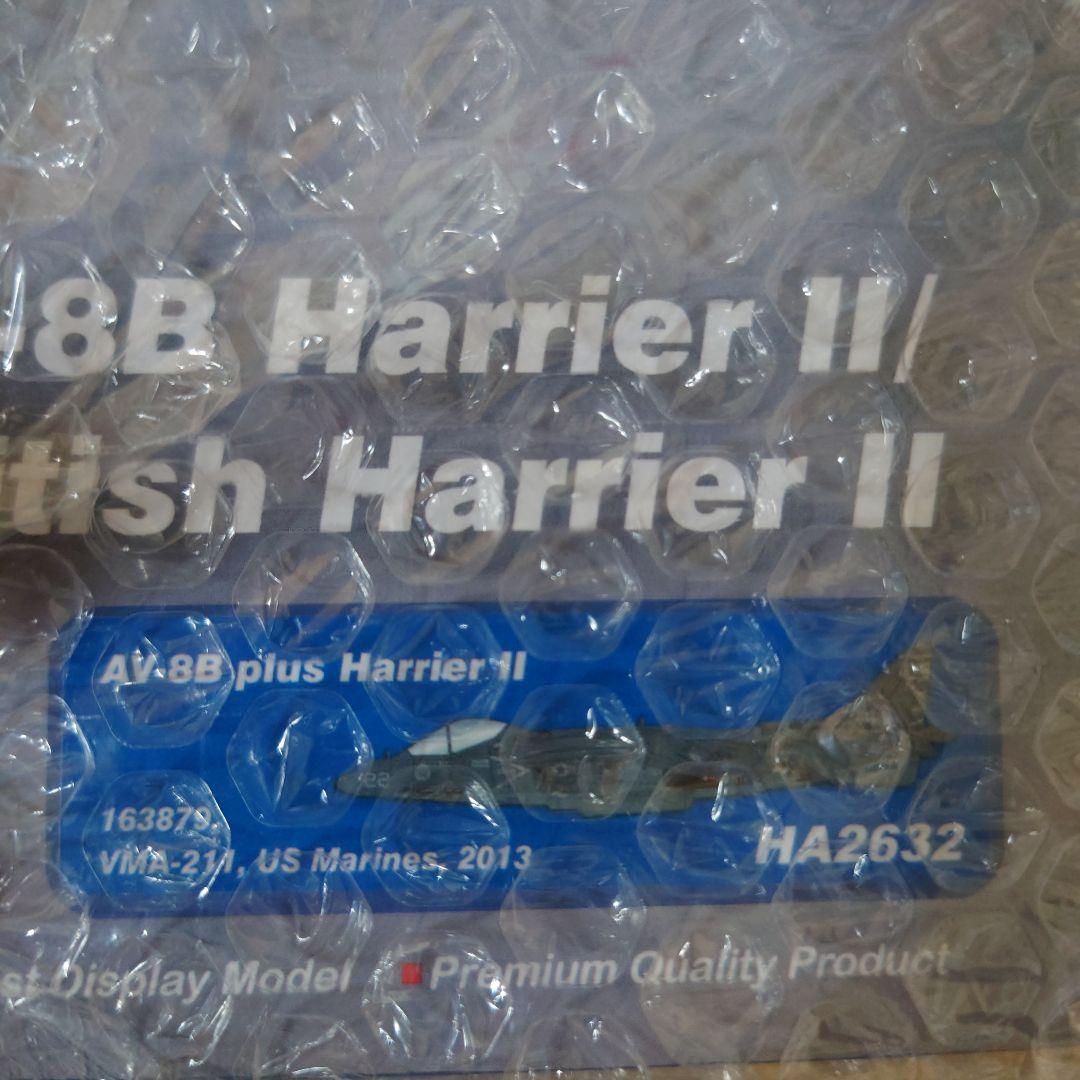 -8B Harrier II/
tish Harrier II
AV-8B plus Harrier II
163879,
VMA-211, US Marines, 2013
HA2632
st Display Model ■ Premium Quality Product